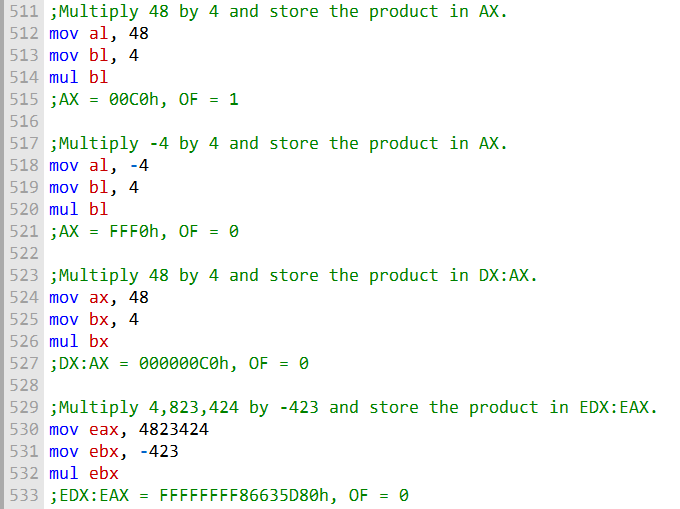 511 ;Multiply 48 by 4 and store the product in AX.
512 mov al, 48
513 mov bl, 4
514 mul bl
515 ;AX = 00C0h, OF = 1
516
517 ;Multiply -4 by 4 and store the product in AX.
518 mov al, -4
519 mov bl, 4
520 mul bl
521 ;AX = FFF0h, OF = 0
522
523 ;Multiply 48 by 4 and store the product in DX:AX.
524 mov ax, 48
525 mov bx, 4
526 mul bx
527 ;DX:AX = 000000C0h, OF = 0
528
529 ;Multiply 4,823,424 by -423 and store the product in EDX:EAX.
530 mov eax, 4823424
531 mov ebx, -423
532 mul ebx
533 ;EDX:EAX = FFFFFFFF86635D80h, OF = 0